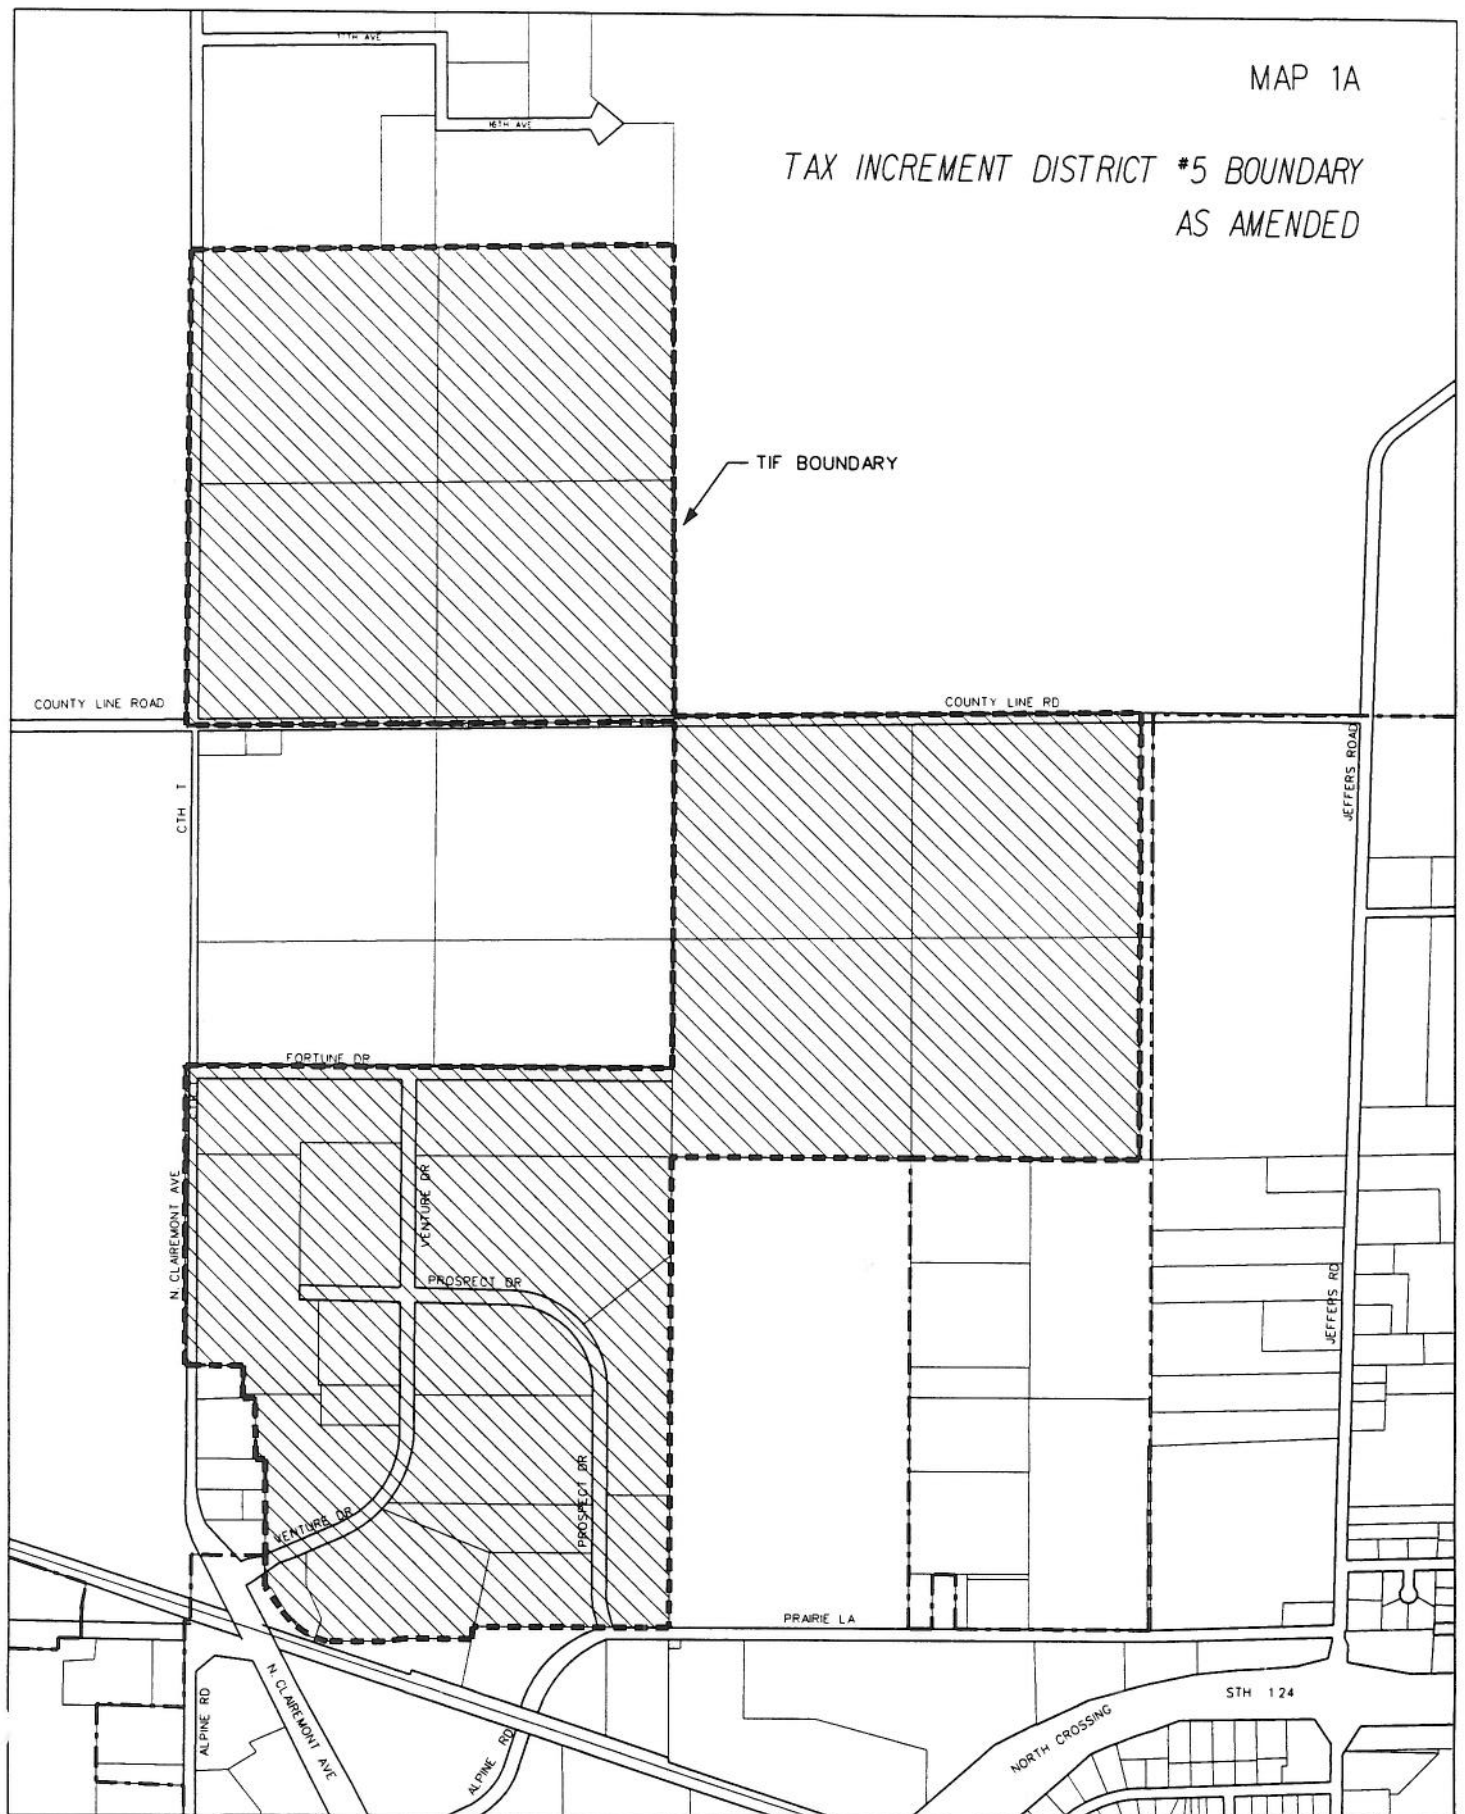 17TH AVE
MAP 1A
16TH AVE
TAX INCREMENT DISTRICT #5 BOUNDARY
AS AMENDED
TIF BOUNDARY
COUNTY LINE ROAD
COUNTY LINE RD
JEFFERS ROAD
CTH T
FORTUNE DR
N. CLAIREMONT AVE
VENTURE DR
PROSPECT DR
JEFFERS RD
PROSPECT DR
VENTURE DR
PRAIRIE LA
N. CLAIREMONT AVE
ALPINE RD
ALPINE RD
STH 124
NORTH CROSSING